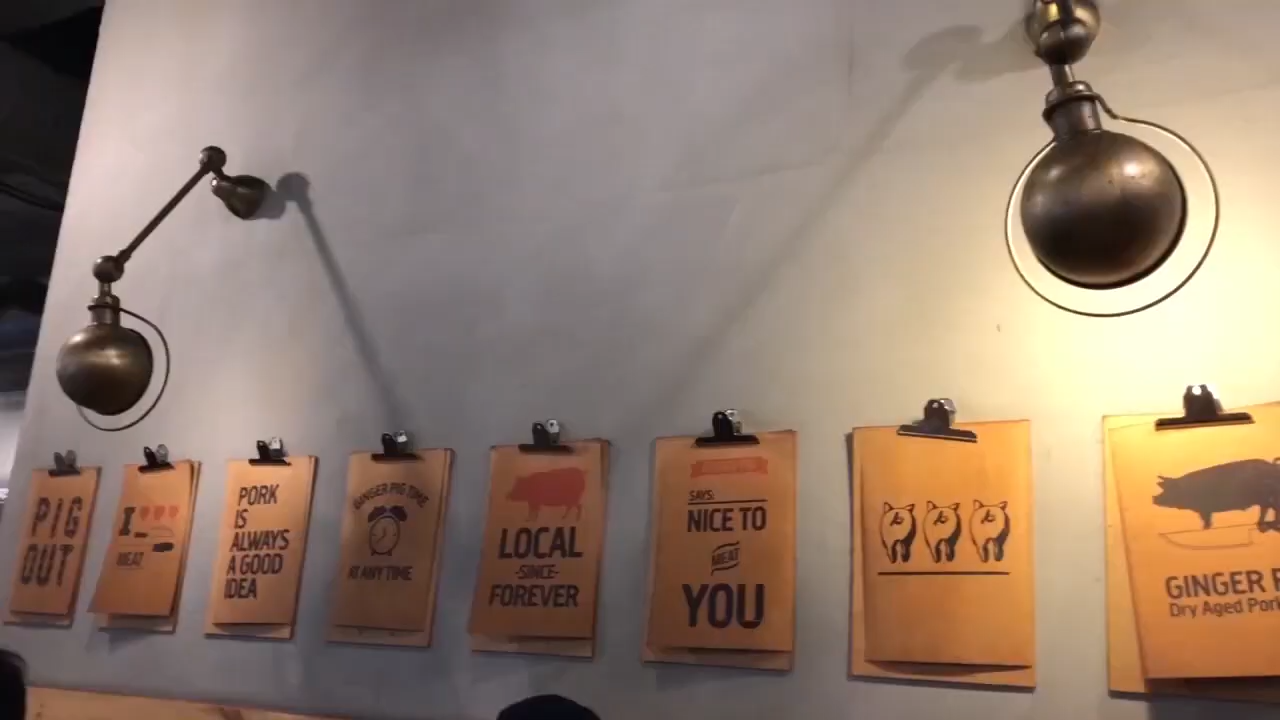 PIG
OUT
I
MEAT
PORK
IS
ALWAYS
A GOOD
IDEA
GINGER PIG TIME
AT ANY TIME
LOCAL
-SINCE-
FOREVER
SAYS:
NICE TO
MEAT
YOU
GINGER
Dry Aged